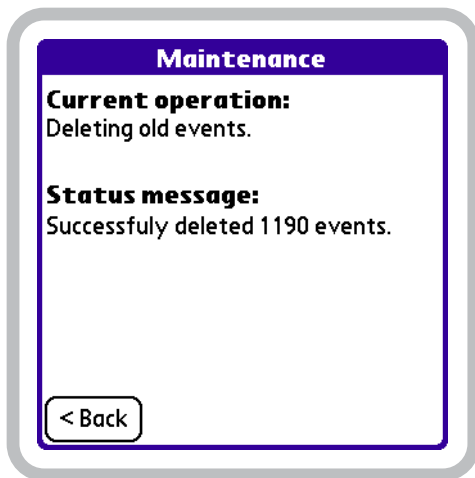 Maintenance
Current operation:
Deleting old events.
Status message:
Successfuly deleted 1190 events.
< Back